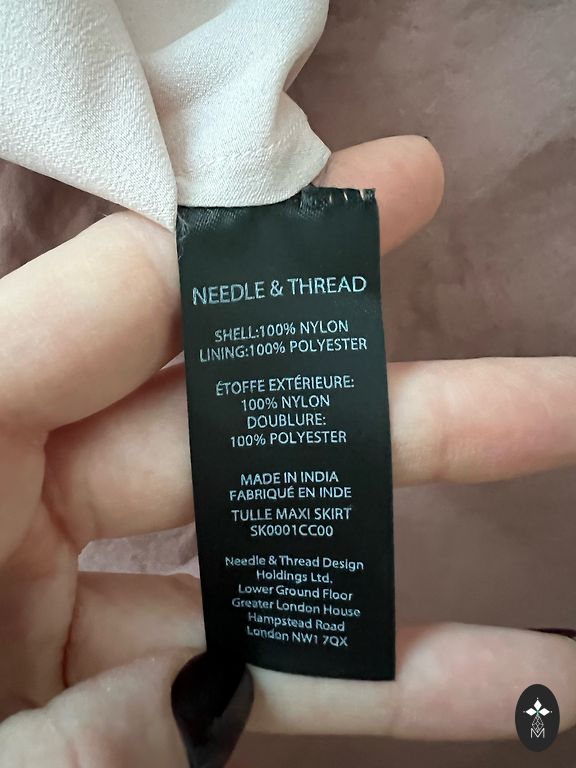 NEEDLE & THREAD
SHELL:100% NYLON
LINING:100% POLYESTER
ÉTOFFE EXTÉRIEURE:
100% NYLON
DOUBLURE:
100% POLYESTER
MADE IN INDIA
FABRIQUÉ EN INDE
TULLE MAXI SKIRT
SK0001CC00
Needle & Thread Design
Holdings Ltd.
Lower Ground Floor
Greater London House
Hampstead Road
London NW1 7QX
M